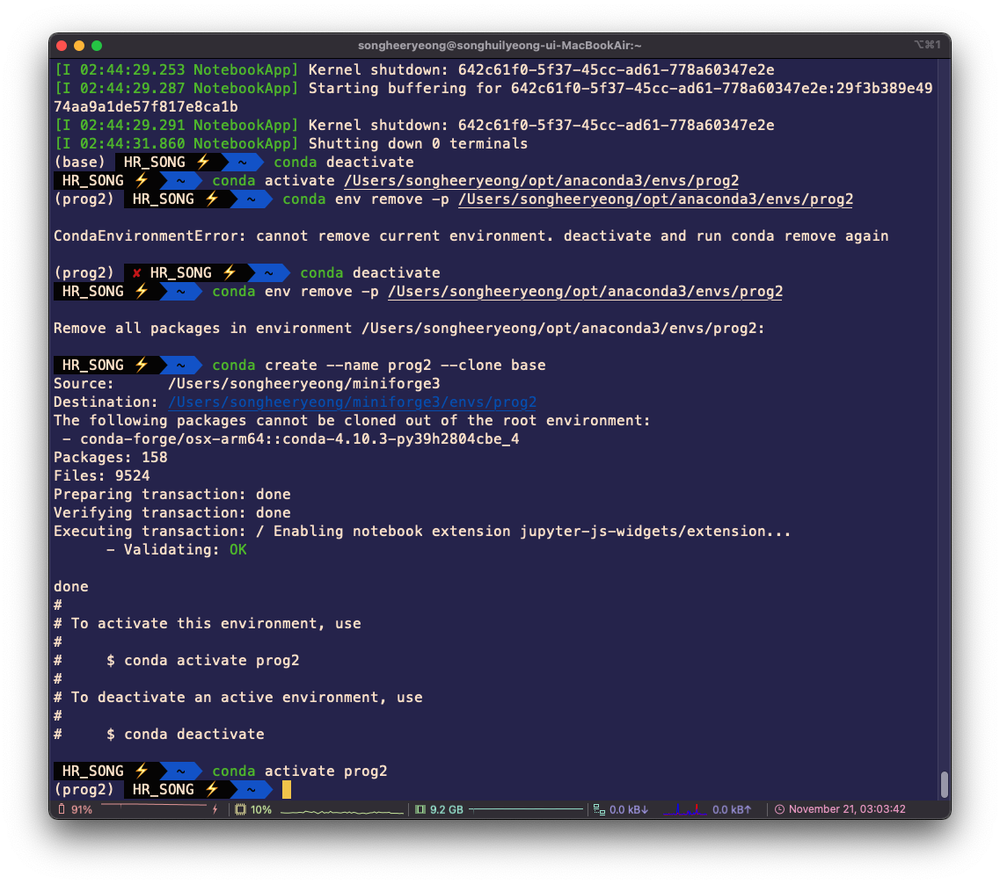 songheeryeong@songhuilyeong-ui-MacBookAir:~
⌥⌘1
[I 02:44:29.253 NotebookApp] Kernel shutdown: 642c61f0-5f37-45cc-ad61-778a60347e2e
[I 02:44:29.287 NotebookApp] Starting buffering for 642c61f0-5f37-45cc-ad61-778a60347e2e:29f3b389e49
74aa9a1de57f817e8ca1b
[I 02:44:29.291 NotebookApp] Kernel shutdown: 642c61f0-5f37-45cc-ad61-778a60347e2e
[I 02:44:31.860 NotebookApp] Shutting down 0 terminals
(base) HR_SONG ⚡ ~ conda deactivate
HR_SONG ⚡ ~ conda activate /Users/songheeryeong/opt/anaconda3/envs/prog2
(prog2) HR_SONG ⚡ ~ conda env remove -p /Users/songheeryeong/opt/anaconda3/envs/prog2
CondaEnvironmentError: cannot remove current environment. deactivate and run conda remove again
(prog2) ✘ HR_SONG ⚡ ~ conda deactivate
HR_SONG ⚡ ~ conda env remove -p /Users/songheeryeong/opt/anaconda3/envs/prog2
Remove all packages in environment /Users/songheeryeong/opt/anaconda3/envs/prog2:
HR_SONG ⚡ ~ conda create --name prog2 --clone base
Source:      /Users/songheeryeong/miniforge3
Destination: /Users/songheeryeong/miniforge3/envs/prog2
The following packages cannot be cloned out of the root environment:
 - conda-forge/osx-arm64::conda-4.10.3-py39h2804cbe_4
Packages: 158
Files: 9524
Preparing transaction: done
Verifying transaction: done
Executing transaction: / Enabling notebook extension jupyter-js-widgets/extension...
      - Validating: OK
done
#
# To activate this environment, use
#
#     $ conda activate prog2
#
# To deactivate an active environment, use
#
#     $ conda deactivate
HR_SONG ⚡ ~ conda activate prog2
(prog2) HR_SONG ⚡ ~
91% 10% 9.2 GB 0.0 kB↓ 0.0 kB↑ November 21, 03:03:42